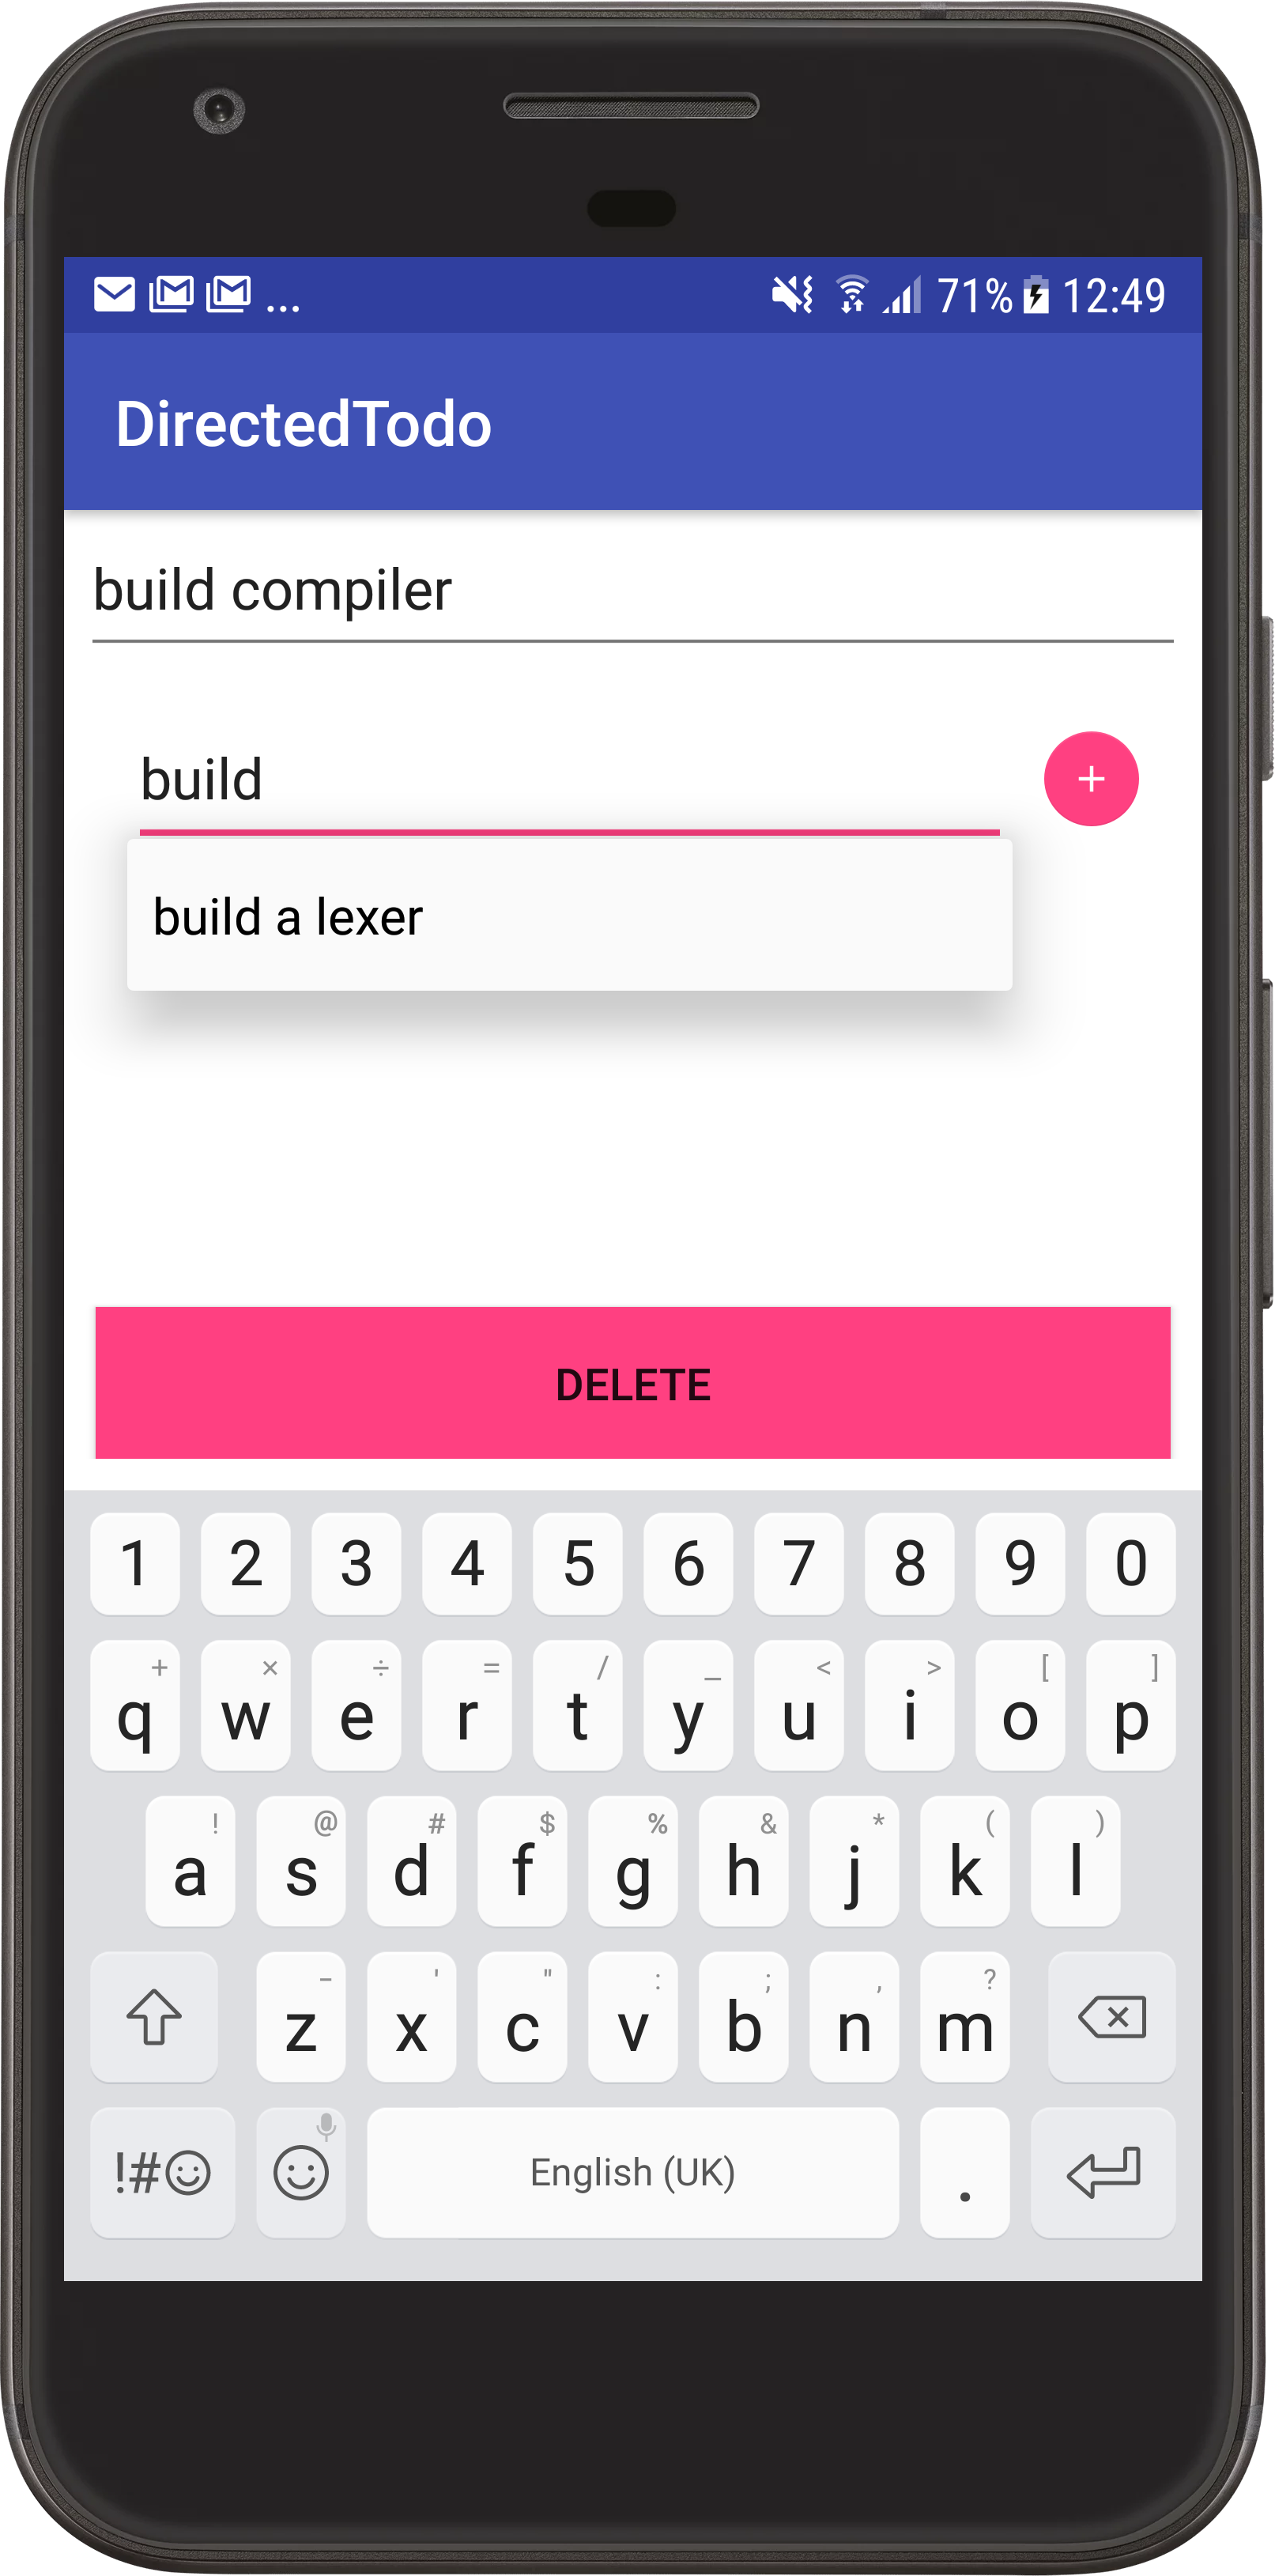 ... 71% 12:49
DirectedTodo
build compiler
build
+
build a lexer
DELETE
1 2 3 4 5 6 7 8 9 0
+ × ÷ = / _ < > [ ]
q w e r t y u i o p
! @ # $ % & * ( )
a s d f g h j k l
- ' " : ; , ?
z x c v b n m
!#☺ English (UK) .